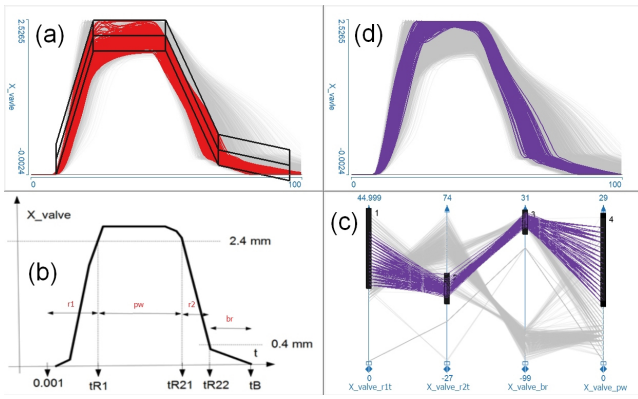 (a)
2.5265
X_vavle
-0.0024
0
100
(d)
2.5265
X_vavle
-0.0024
0
100
X_valve
(b)
2.4 mm
r1
pw
r2
br
0.4 mm
t
0.001
tR1
tR21
tR22
tB
(c)
44.999
74
31
29
1
2
3
4
0
-27
-99
0
X_valve_r1t
X_valve_r2t
X_valve_br
X_valve_pw